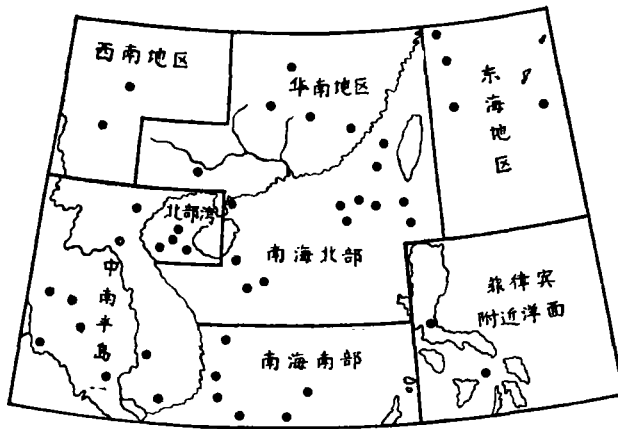 西南地区
华南地区
东海地区
北部湾
南海北部
中南半岛
菲律宾
附近洋面
南海南部